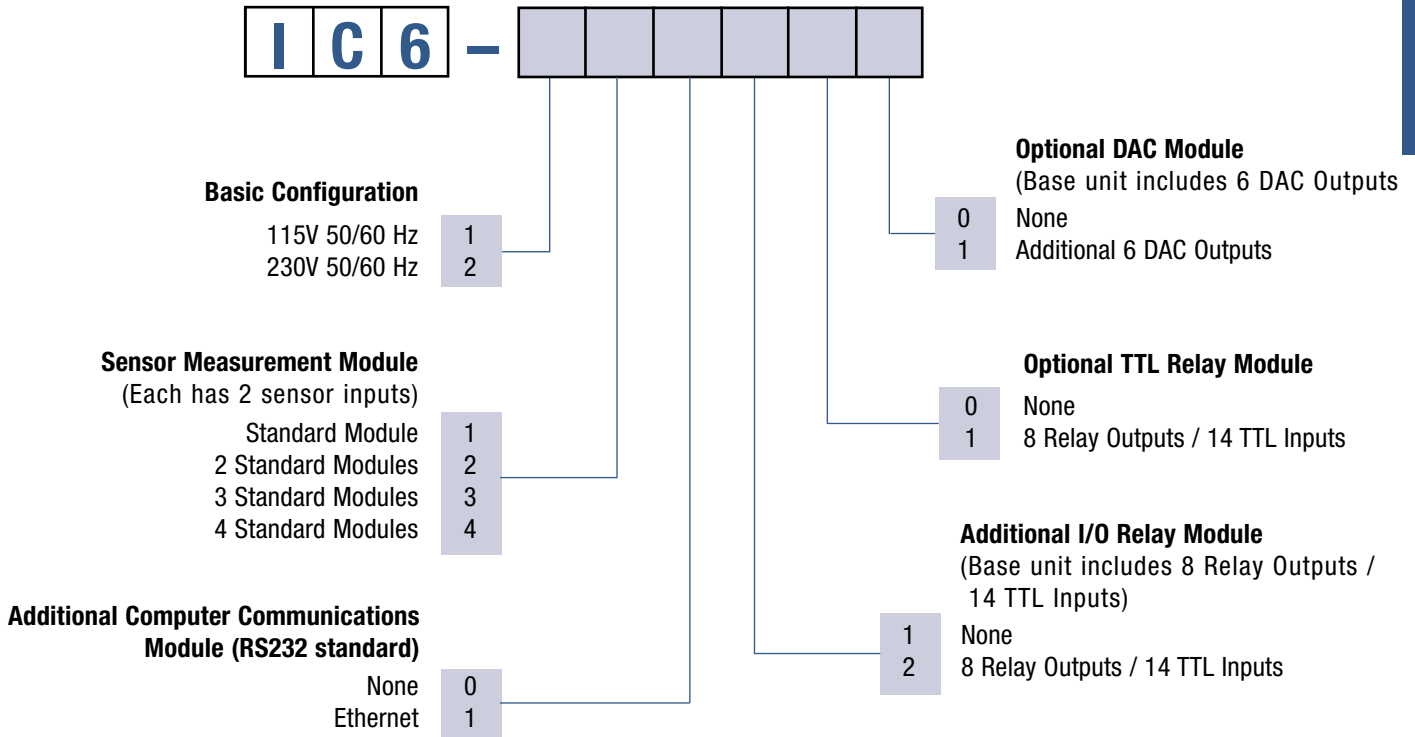 IC6 –
Basic Configuration
115V 50/60 Hz 1
230V 50/60 Hz 2
Sensor Measurement Module
(Each has 2 sensor inputs)
Standard Module 1
2 Standard Modules 2
3 Standard Modules 3
4 Standard Modules 4
Additional Computer Communications
Module (RS232 standard)
None 0
Ethernet 1
Optional DAC Module
(Base unit includes 6 DAC Outputs
0 None
1 Additional 6 DAC Outputs
Optional TTL Relay Module
0 None
1 8 Relay Outputs / 14 TTL Inputs
Additional I/O Relay Module
(Base unit includes 8 Relay Outputs /
14 TTL Inputs)
1 None
2 8 Relay Outputs / 14 TTL Inputs